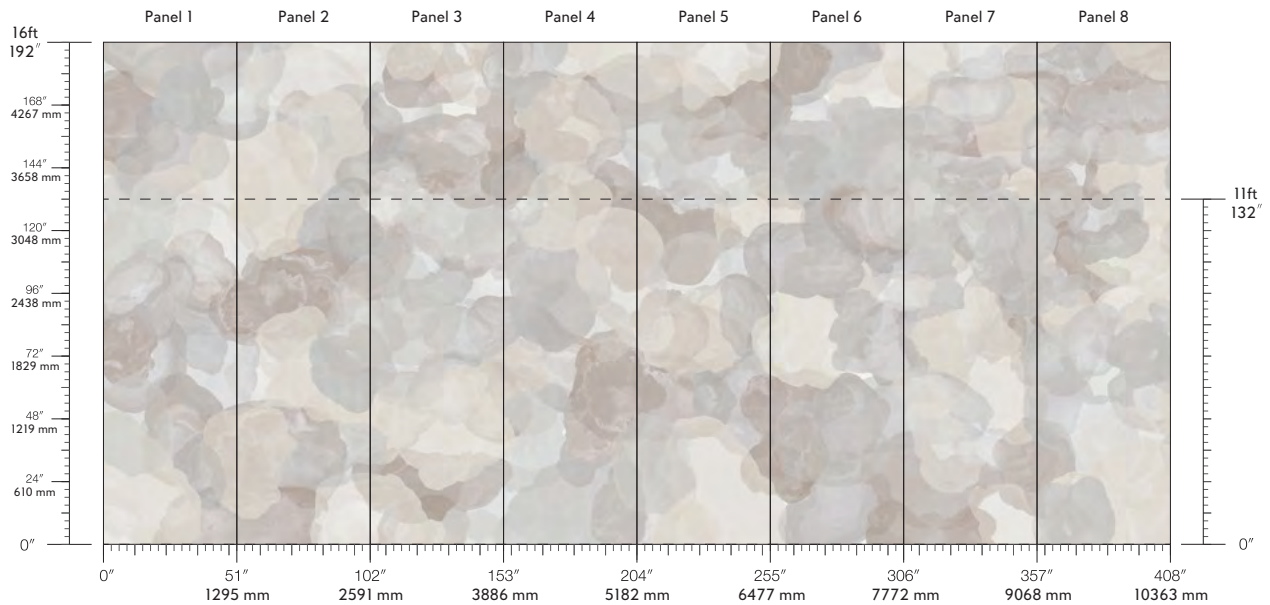 Panel 1 Panel 2 Panel 3 Panel 4 Panel 5 Panel 6 Panel 7 Panel 8
16ft
192″
168″
4267 mm
144″
3658 mm
120″
3048 mm
96″
2438 mm
72″
1829 mm
48″
1219 mm
24″
610 mm
0″
11ft
132″
0″
0″ 51″ 102″ 153″ 204″ 255″ 306″ 357″ 408″
1295 mm 2591 mm 3886 mm 5182 mm 6477 mm 7772 mm 9068 mm 10363 mm